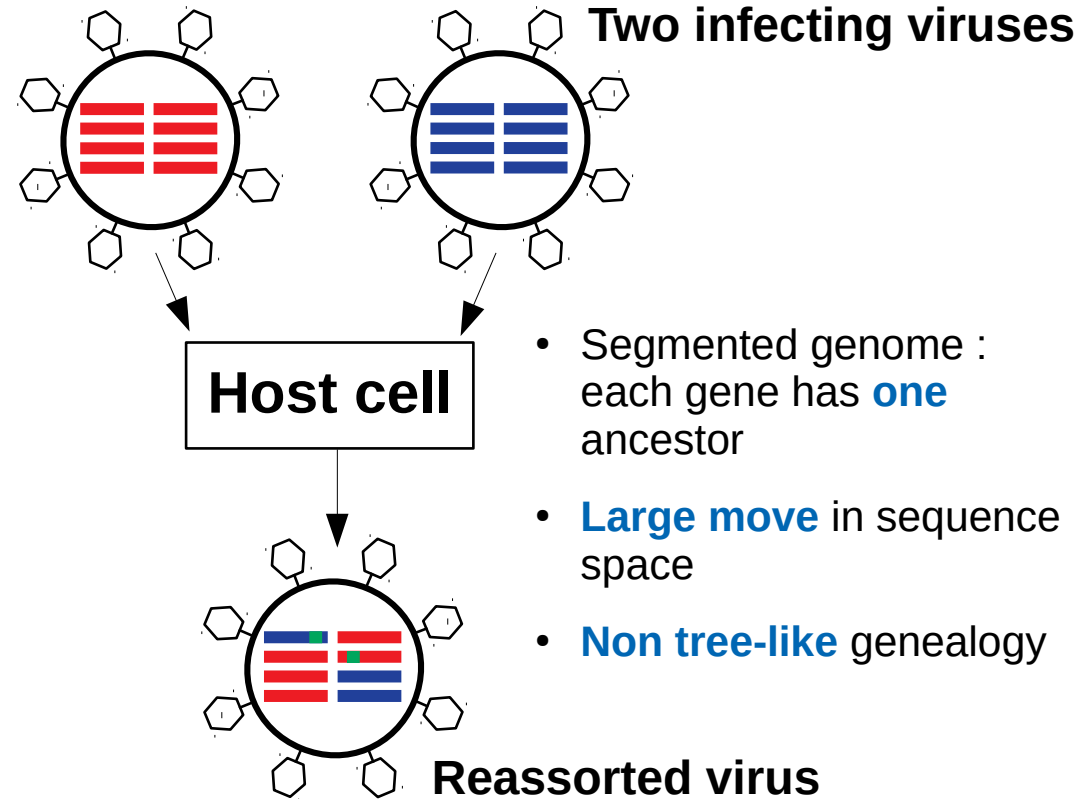 Two infecting viruses
Host cell
• Segmented genome :
each gene has one
ancestor
• Large move in sequence
space
• Non tree-like genealogy
Reassorted virus